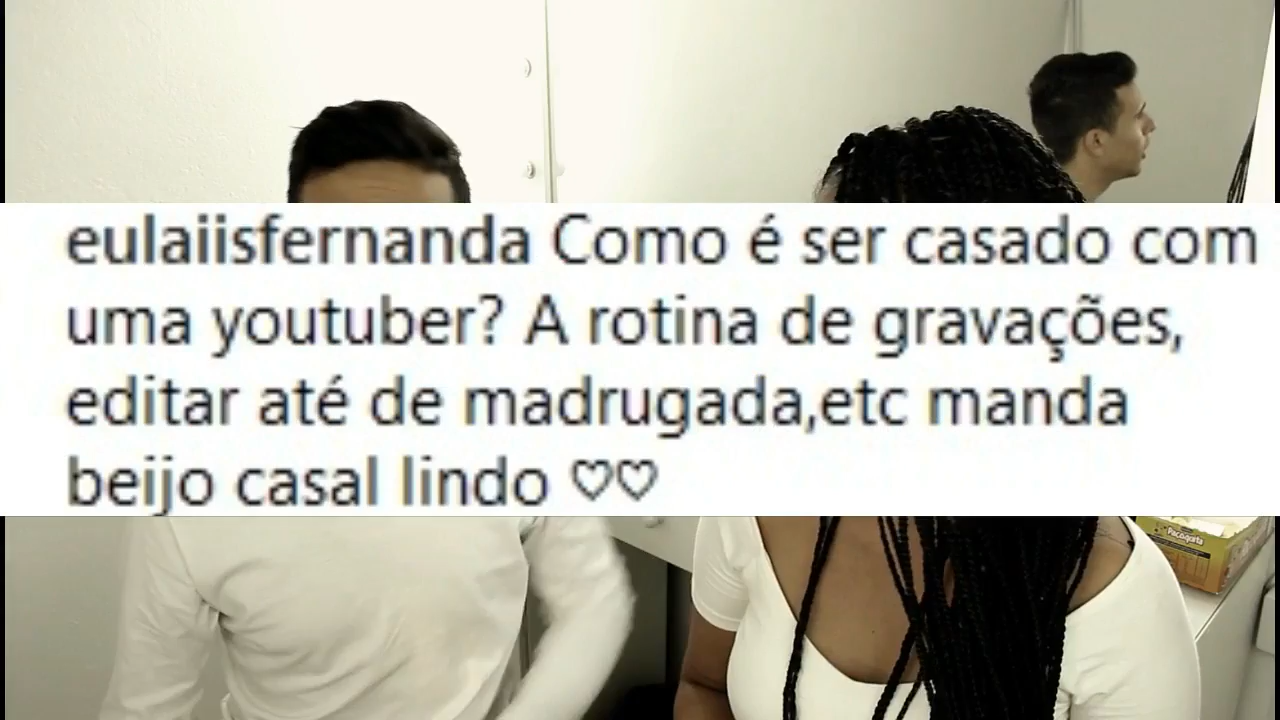 eulaiisfernanda Como é ser casado com
uma youtuber? A rotina de gravações,
editar até de madrugada,etc manda
beijo casal lindo ♡♡
Paçoquita